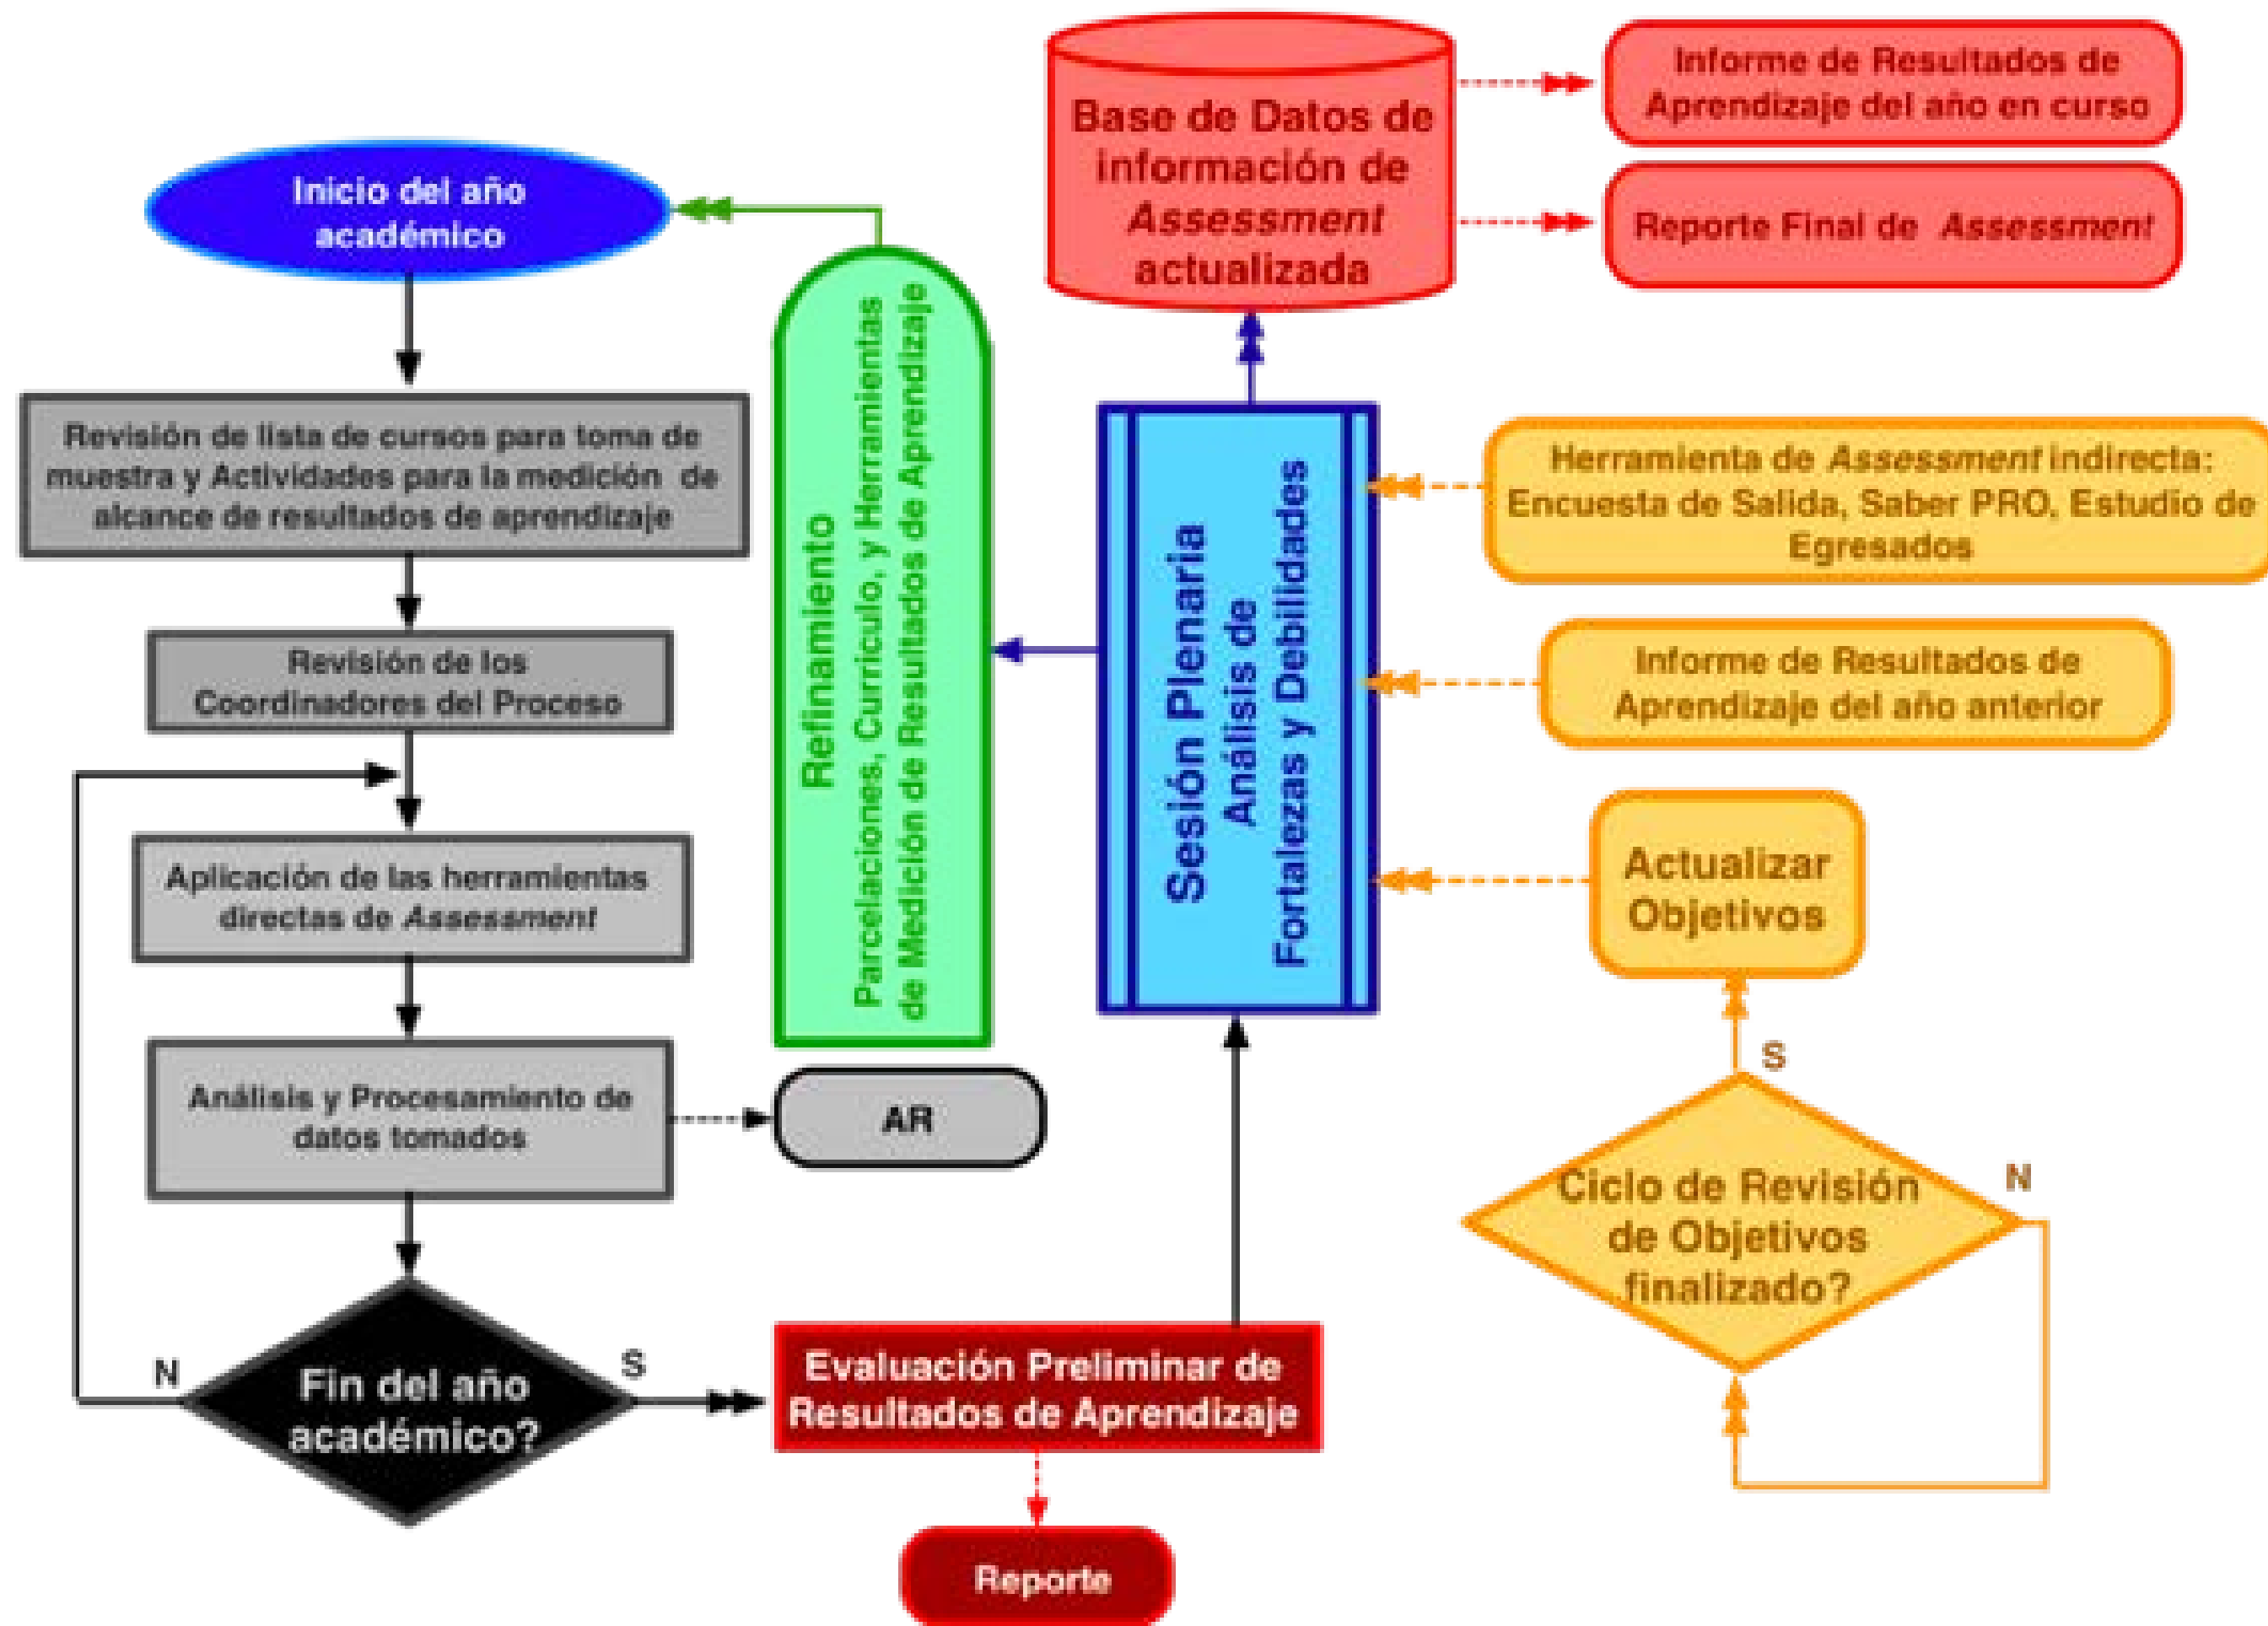 Inicio del año
académico
Revisión de lista de cursos para toma de
muestra y Actividades para la medición de
alcance de resultados de aprendizaje
Revisión de los
Coordinadores del Proceso
Aplicación de las herramientas
directas de Assessment
Análisis y Procesamiento de
datos tomados
AR
Fin del año
académico?
N
S
Evaluación Preliminar de
Resultados de Aprendizaje
Reporte
Refinamiento
Parcelaciones, Currículo, y Herramientas
de Medición de Resultados de Aprendizaje
Sesión Plenaria
Análisis de
Fortalezas y Debilidades
Base de Datos de
información de
Assessment
actualizada
Informe de Resultados de
Aprendizaje del año en curso
Reporte Final de Assessment
Herramienta de Assessment indirecta:
Encuesta de Salida, Saber PRO, Estudio de
Egresados
Informe de Resultados de
Aprendizaje del año anterior
Actualizar
Objetivos
S
N
Ciclo de Revisión
de Objetivos
finalizado?